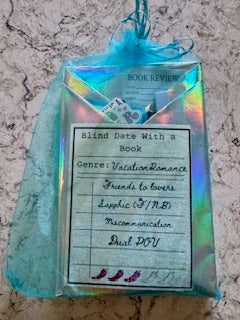 BOOK REVIEW
Blind Date With a
Book
Genre: Vacation Romance
Friends to lovers
Sapphic (F/NB)
Miscommunication
Dual POV